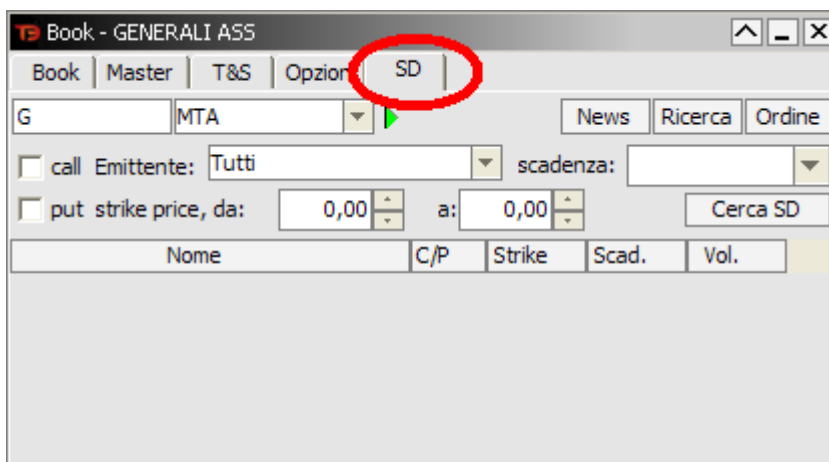 T3 Book - GENERALI ASS
Book Master T&S Opzion SD
G MTA News Ricerca Ordine
call Emittente: Tutti scadenza:
put strike price, da: 0,00 a: 0,00 Cerca SD
Nome C/P Strike Scad. Vol.